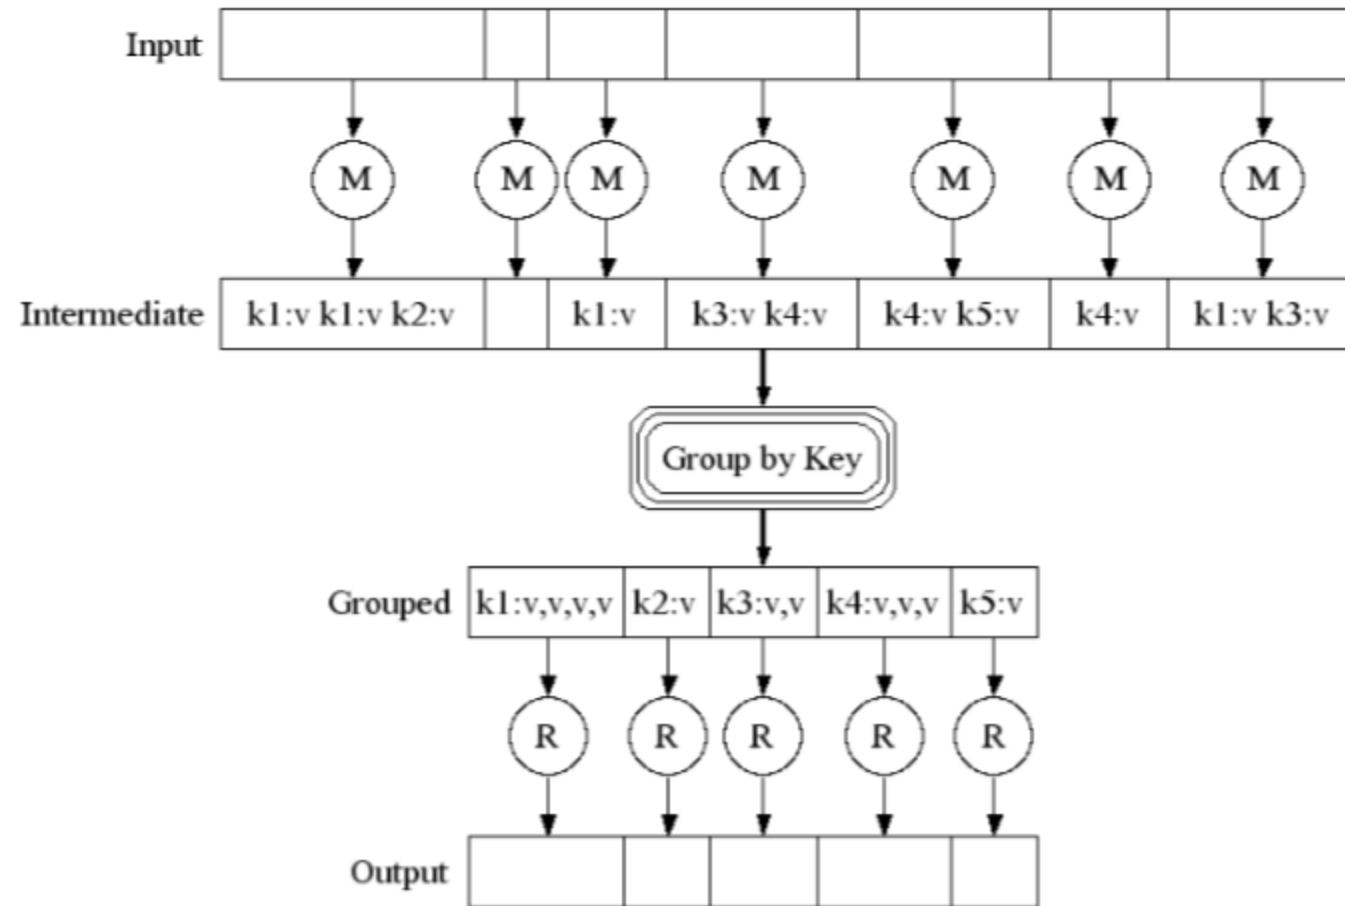 Input
M M M M M M M
Intermediate k1:v k1:v k2:v k1:v k3:v k4:v k4:v k5:v k4:v k1:v k3:v
Group by Key
Grouped k1:v,v,v,v k2:v k3:v,v k4:v,v,v k5:v
R R R R R
Output